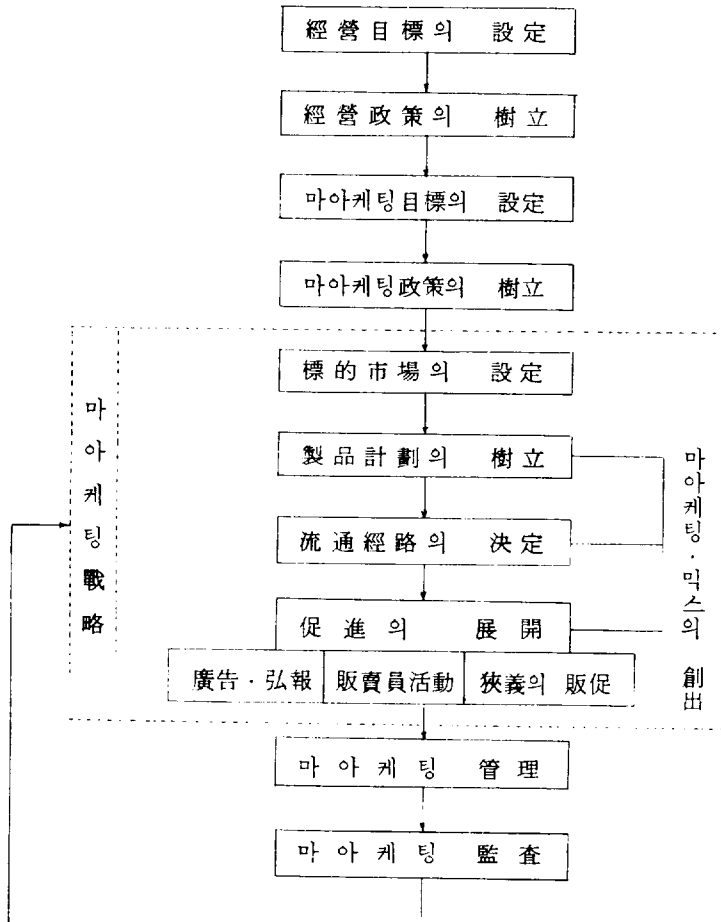 經營目標의 設定
經營政策의 樹立
마아케팅目標의 設定
마아케팅政策의 樹立
標的市場의 設定
製品計劃의 樹立
流通經路의 決定
促進의 展開
廣告·弘報 販賣員活動 狹義의 販促
마아케팅 管理
마아케팅 監査
마아케팅戰略
마아케팅·믹스의 創出